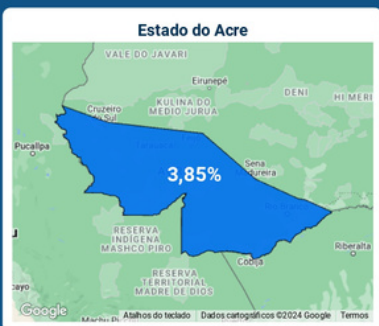 Estado do Acre
VALE DO JAVARI
Eirunepé
DENI
HI MERI
Cruzeiro
do Sul
KULINA DO
MEDIO JURUA
Pucallpa
3,85%
Sena
Madureira
RESERVA
INDÍGENA
MASHCO PIRO
Riberalta
Cobija
RESERVA
TERRITORIAL
MADRE DE DIOS
Google
Atalhos do teclado
Dados cartográficos ©2024 Google
Termos